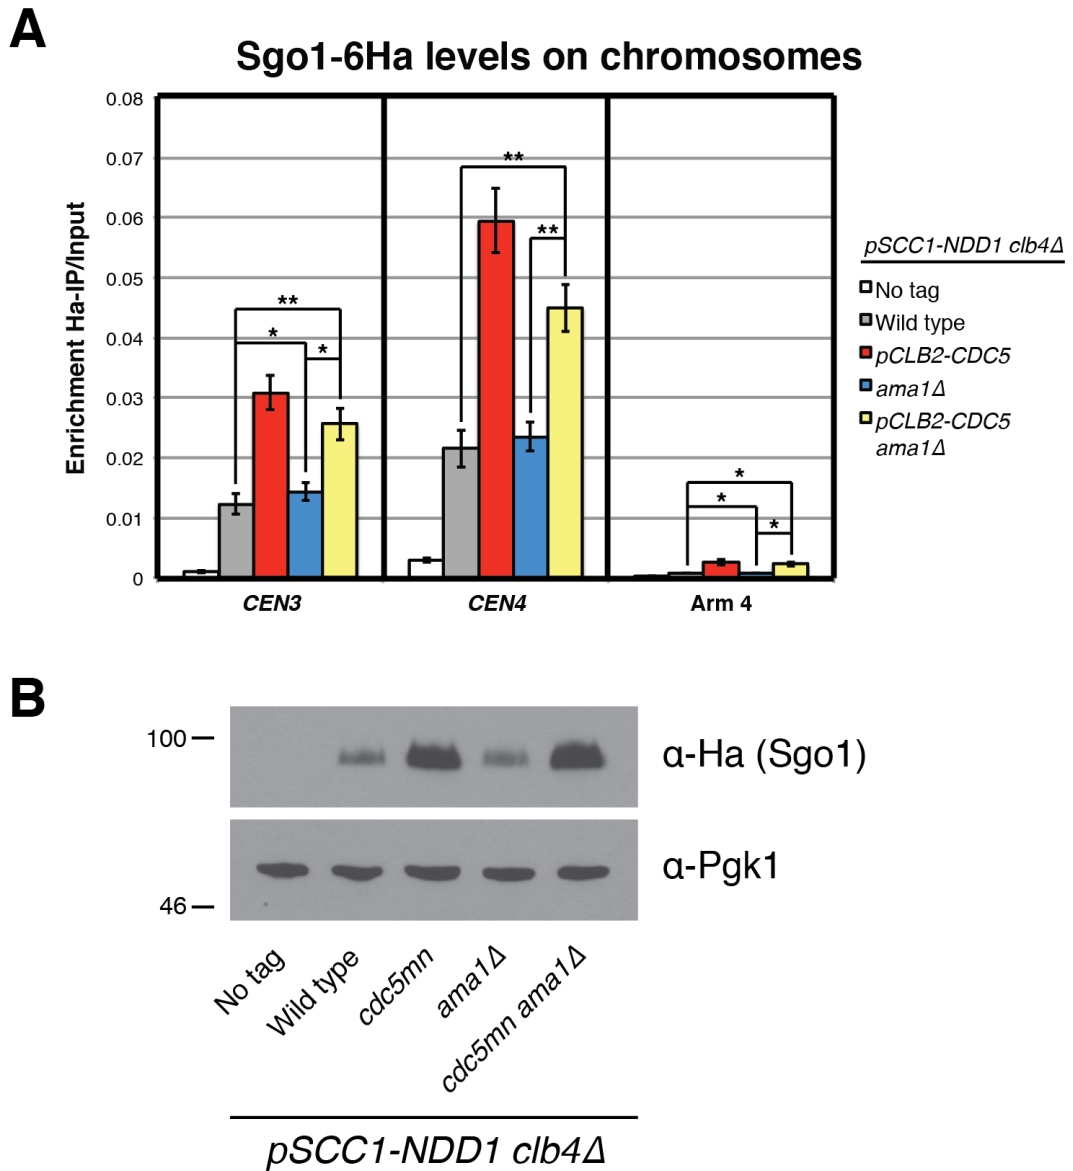 A
Sgo1-6Ha levels on chromosomes
Enrichment Ha-IP/Input
0.08
0.07
0.06
0.05
0.04
0.03
0.02
0.01
0
**
*
*
**
**
*
*
*
CEN3
CEN4
Arm 4
pSCC1-NDD1 clb4Δ
No tag
Wild type
pCLB2-CDC5
ama1Δ
pCLB2-CDC5
ama1Δ
B
100
46
α-Ha (Sgo1)
α-Pgk1
No tag
Wild type
cdc5mn
ama1Δ
cdc5mn ama1Δ
pSCC1-NDD1 clb4Δ